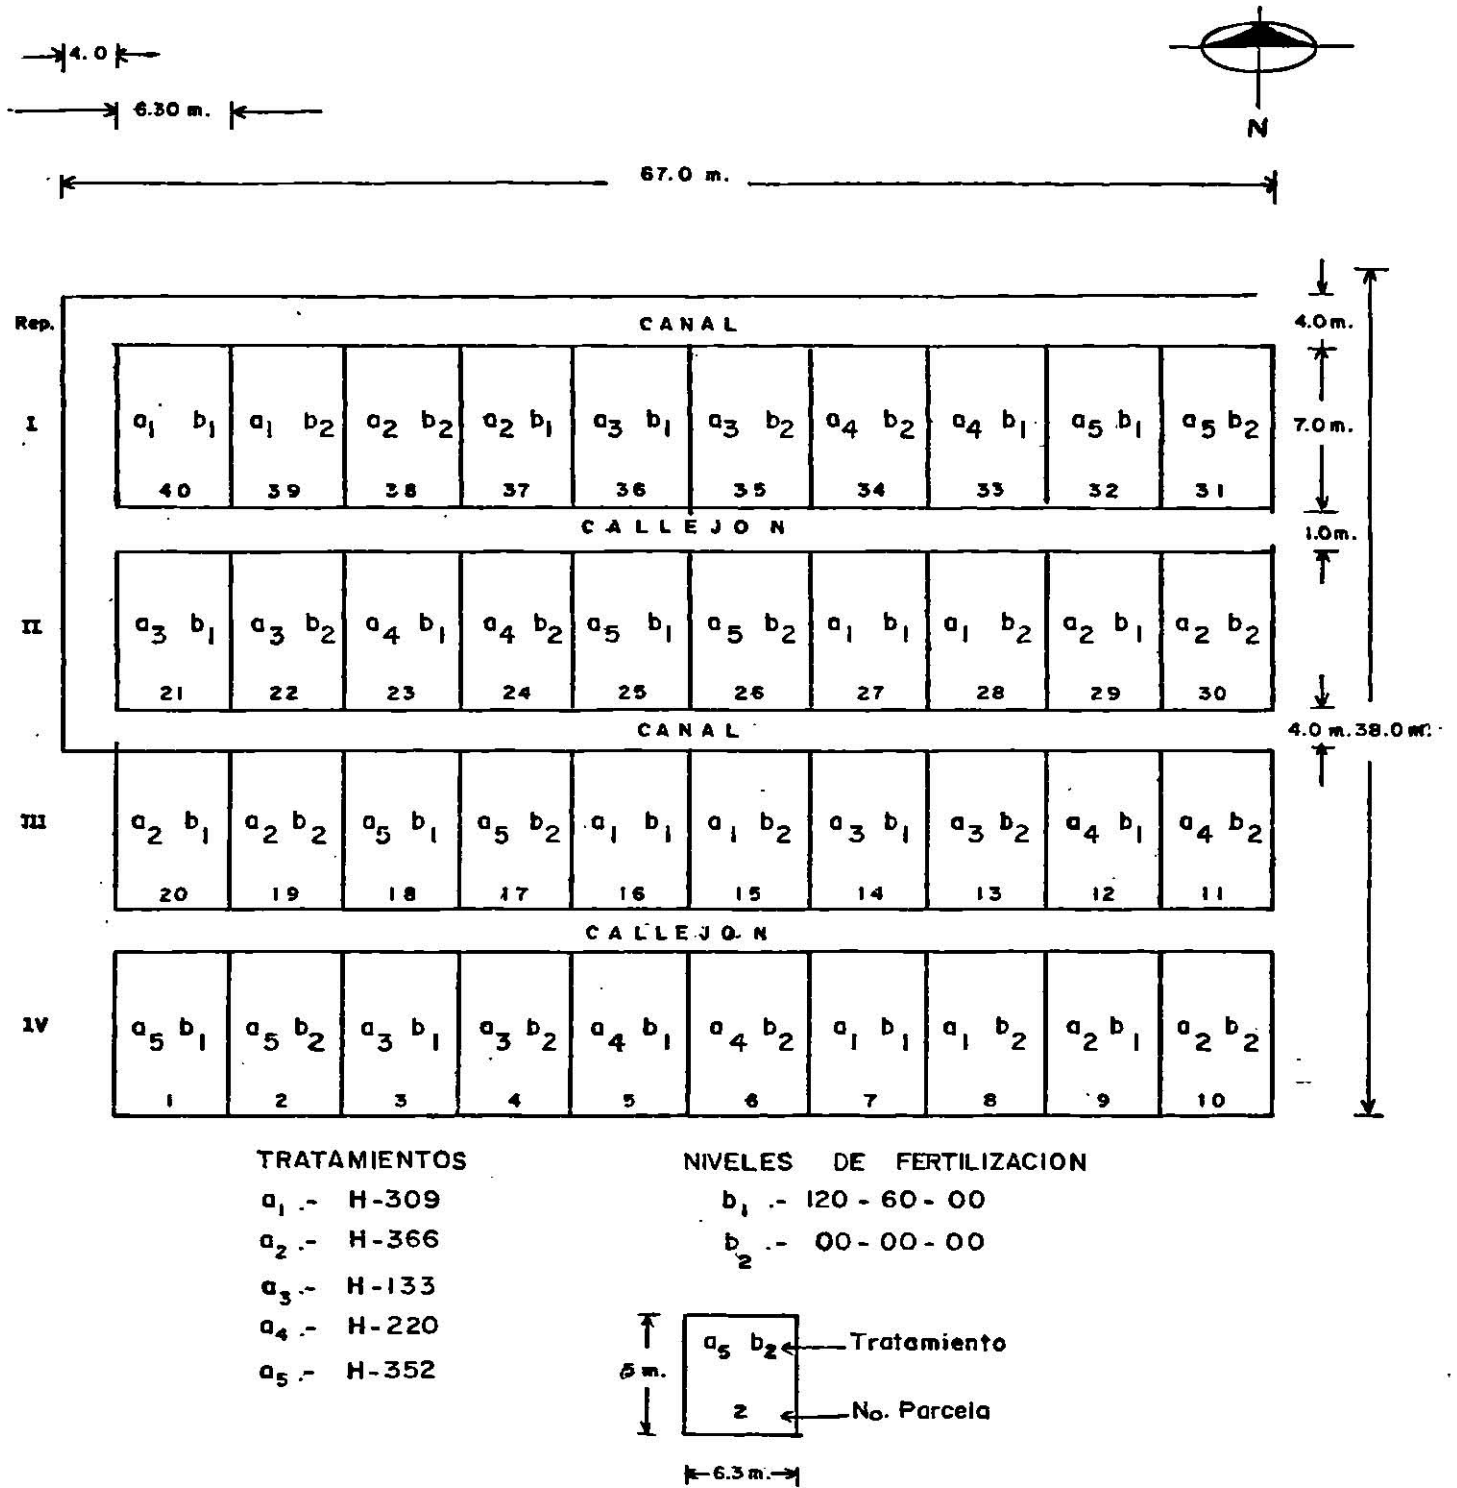 4.0
6.30 m.
N
67.0 m.
Rep. CANAL 4.0 m.
I a1 b1 a1 b2 a2 b2 a2 b1 a3 b1 a3 b2 a4 b2 a4 b1 a5 b1 a5 b2 7.0 m.
40 39 38 37 36 35 34 33 32 31
CALLEJON 1.0 m.
II a3 b1 a3 b2 a4 b1 a4 b2 a5 b1 a5 b2 a1 b1 a1 b2 a2 b1 a2 b2
21 22 23 24 25 26 27 28 29 30
CANAL 4.0 m. 38.0 m.
III a2 b1 a2 b2 a5 b1 a5 b2 a1 b1 a1 b2 a3 b1 a3 b2 a4 b1 a4 b2
20 19 18 17 16 15 14 13 12 11
CALLEJON
IV a5 b1 a5 b2 a3 b1 a3 b2 a4 b1 a4 b2 a1 b1 a1 b2 a2 b1 a2 b2
1 2 3 4 5 6 7 8 9 10
TRATAMIENTOS
a1 .- H-309
a2 .- H-366
a3 .- H-133
a4 .- H-220
a5 .- H-352
NIVELES DE FERTILIZACION
b1 .- 120-60-00
b2 .- 00-00-00
a5 b2 Tratamiento
5 m.
2 No. Parcela
6.3 m.